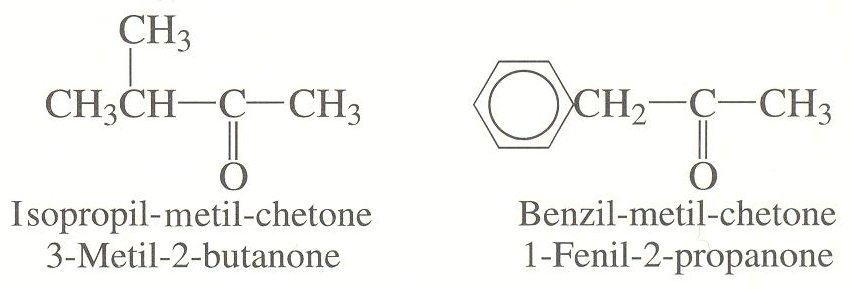 CH₃
CH₃CH—C—CH₃
O
Isopropil-metil-chetone
3-Metil-2-butanone
CH₂—C—CH₃
O
Benzil-metil-chetone
1-Fenil-2-propanone